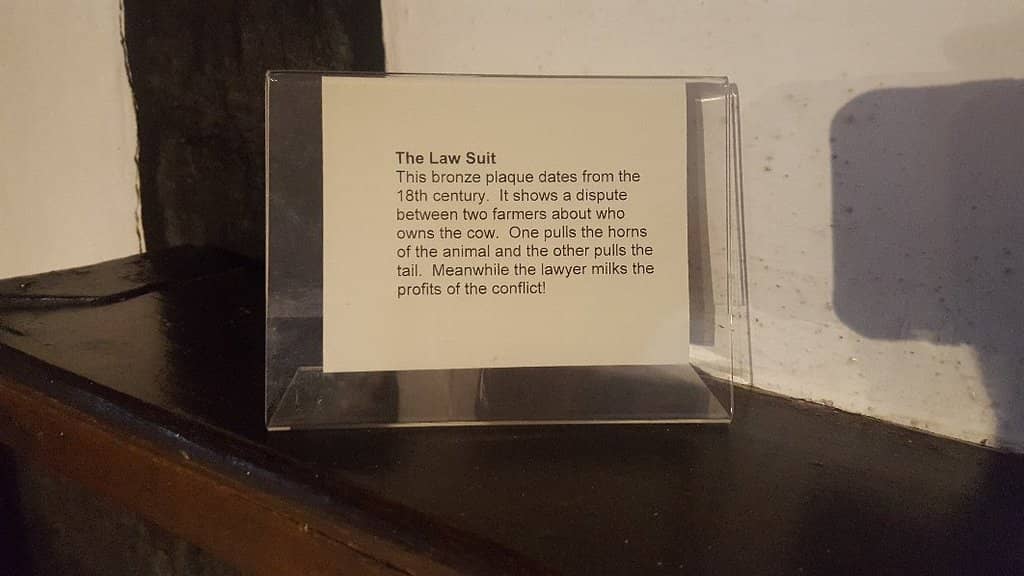 The Law Suit
This bronze plaque dates from the
18th century.  It shows a dispute
between two farmers about who
owns the cow.  One pulls the horns
of the animal and the other pulls the
tail.  Meanwhile the lawyer milks the
profits of the conflict!